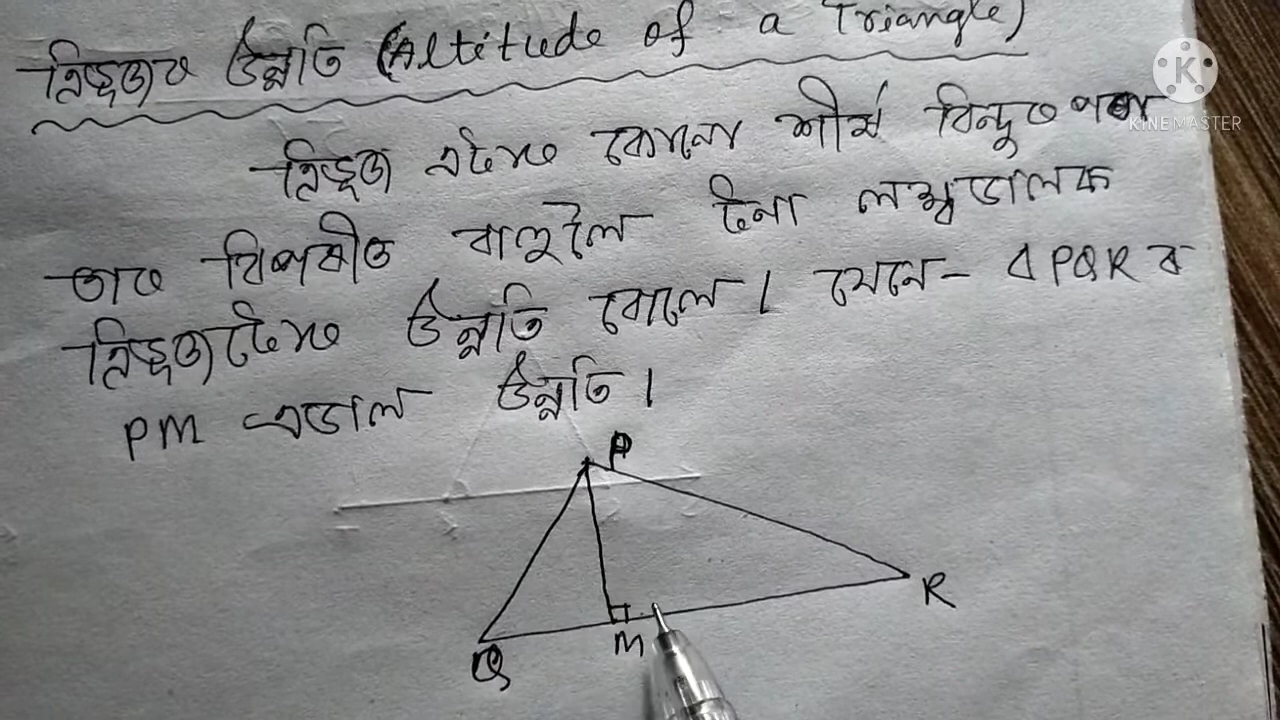 ত্ৰিভুজৰ উন্নতি (Altitude of a Triangle)
KINEMASTER
ত্ৰিভুজ এটাৰ কোনো শীৰ্ষ বিন্দুৰ পৰা
তাৰ বিপৰীত বাহুলৈ টনা লম্বডালক
ত্ৰিভুজটোৰ উন্নতি বোলে। যেনে- Δ PQR ৰ
PM এডাল উন্নতি।
P
R
M
Q